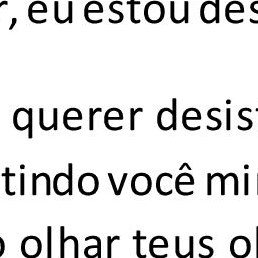 r, eu estou des
querer, desist
tindo você mi
o olhar teus ol